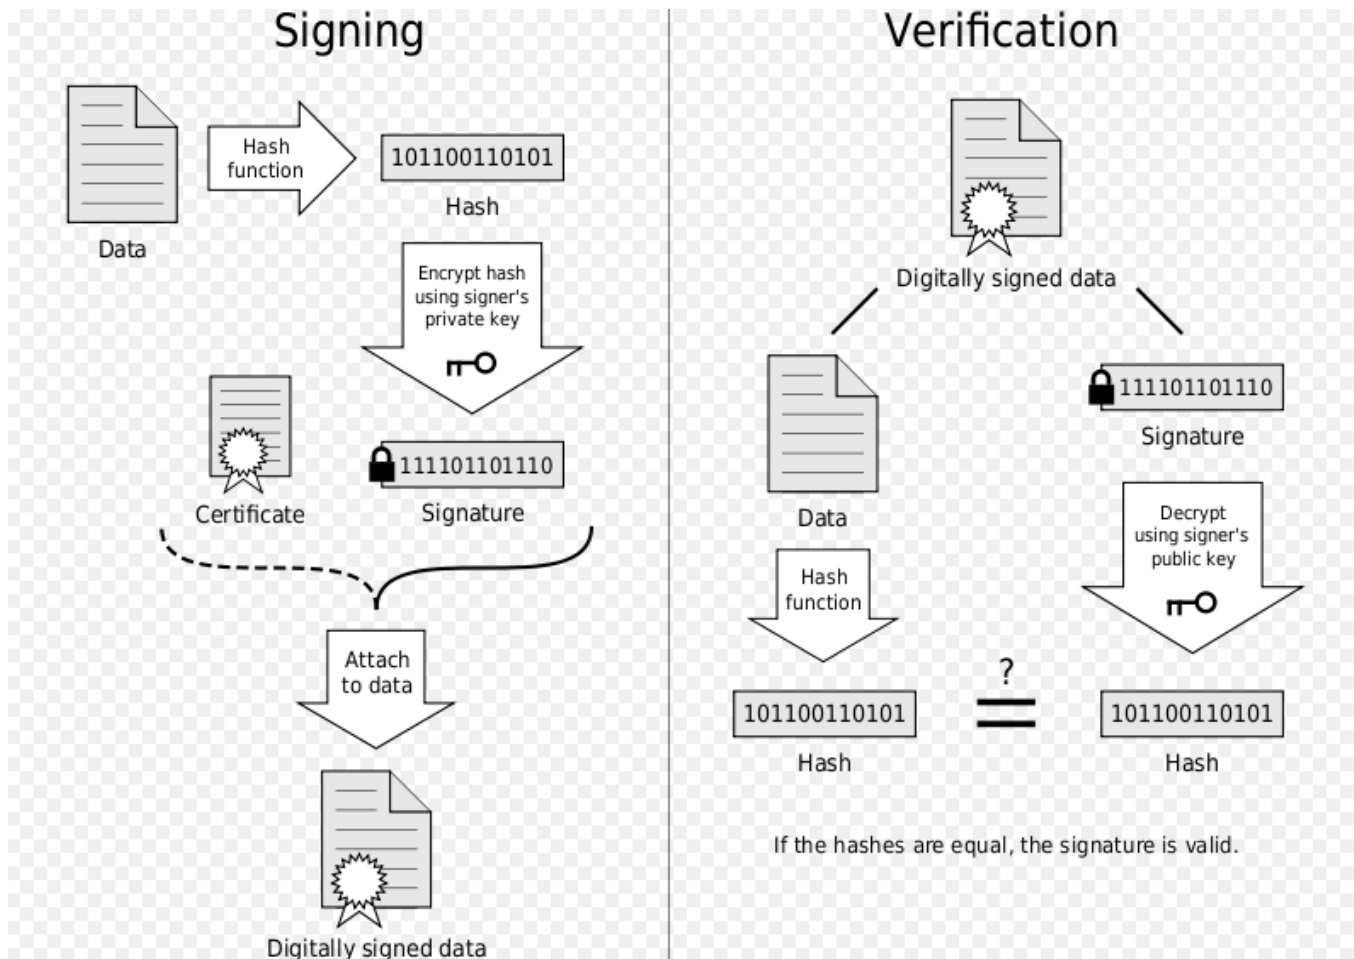 Signing
Hash
function
101100110101
Hash
Data
Encrypt hash
using signer's
private key
Certificate
111101101110
Signature
Attach
to data
Digitally signed data
Verification
Digitally signed data
Data
111101101110
Signature
Hash
function
Decrypt
using signer's
public key
101100110101
Hash
?
=
101100110101
Hash
If the hashes are equal, the signature is valid.